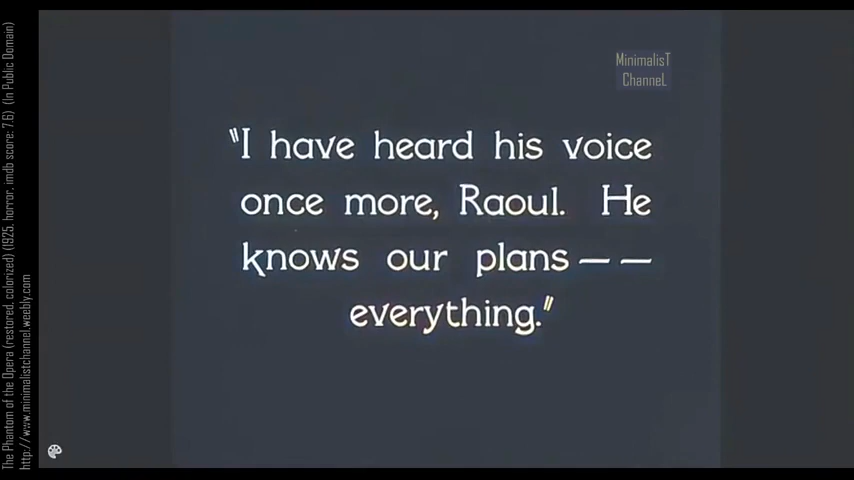 The Phantom of the Opera (restored, colorized) (1925, horror, imdb score: 7.6) (In Public Domain)
http://www.minimalistchannel.weebly.com
MinimalisT
ChanneL
"I have heard his voice
once more, Raoul. He
knows our plans — —
everything."